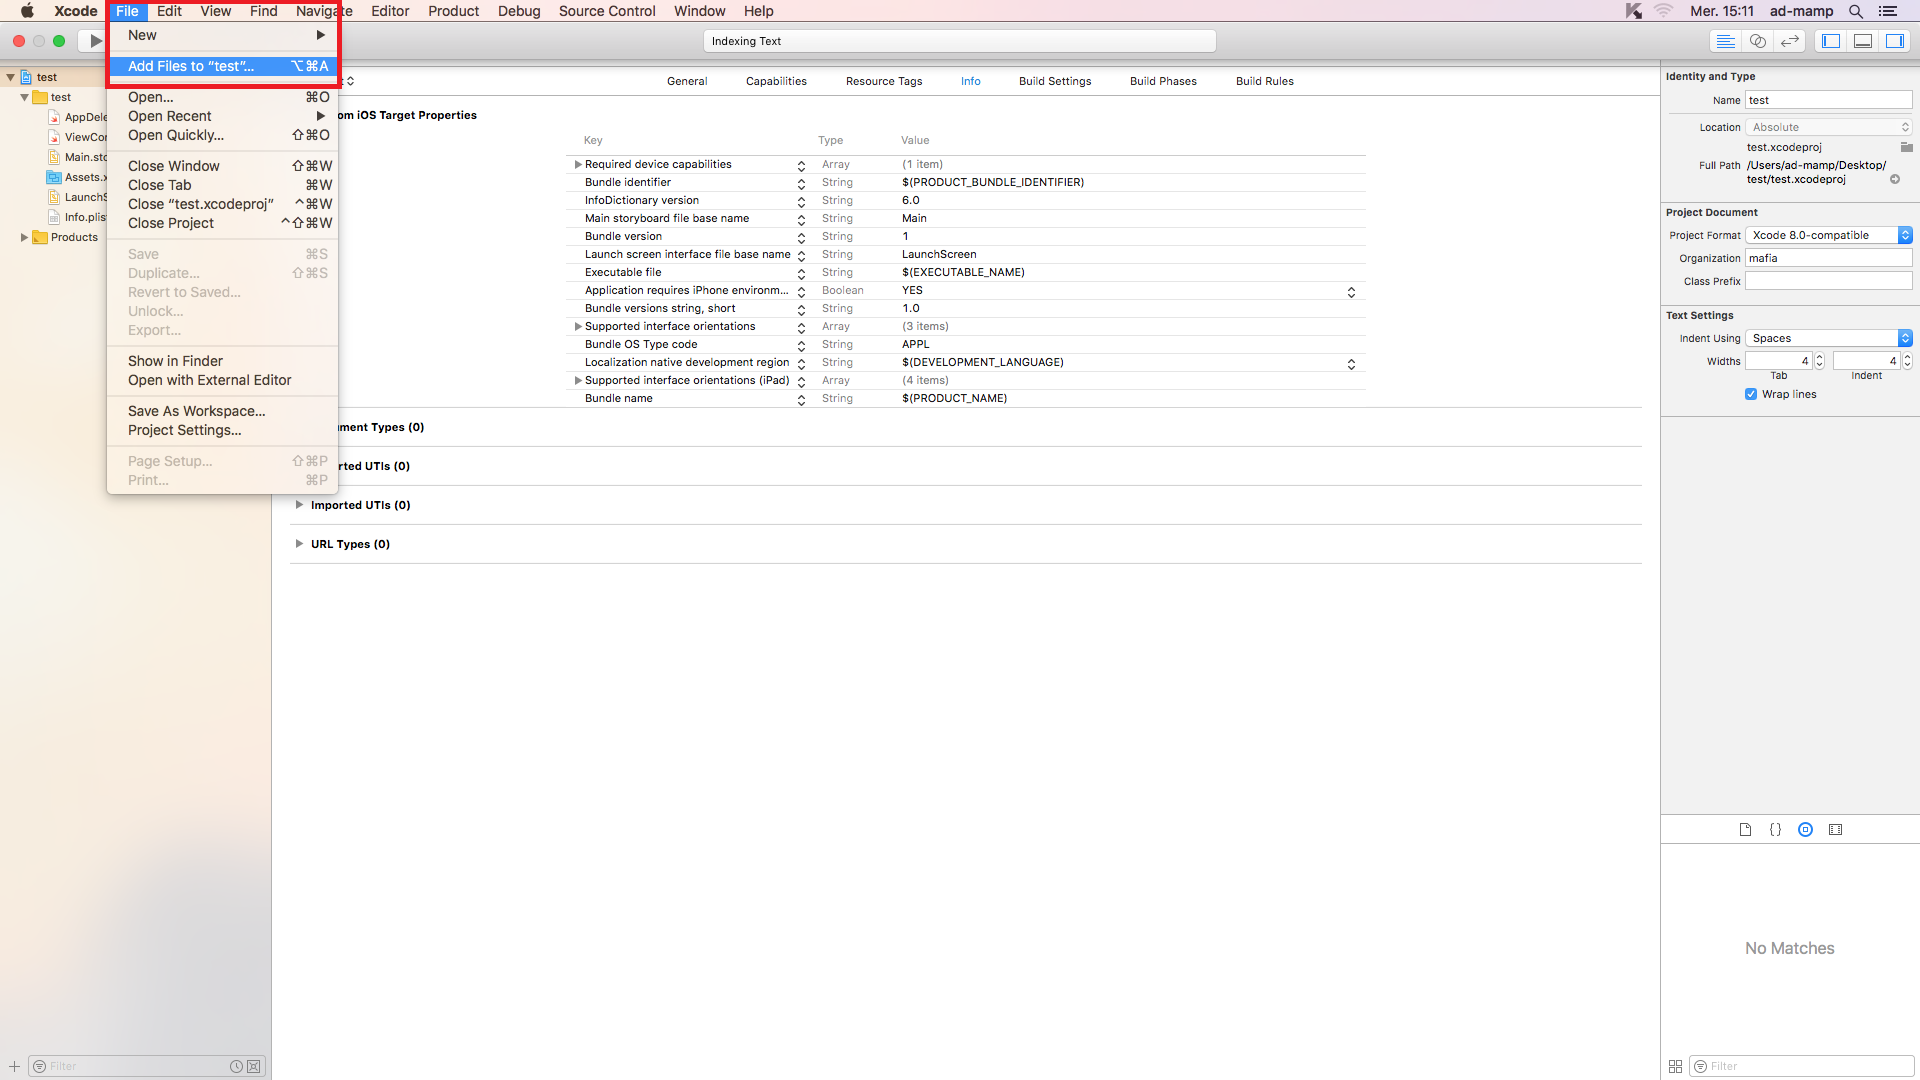 Xcode File Edit View Find Navigate Editor Product Debug Source Control Window Help Mer. 15:11 ad-mamp
Indexing Text
New
Add Files to “test”... ⌥⌘A
Open... ⌘O
Open Recent
Open Quickly... ⇧⌘O
Close Window ⇧⌘W
Close Tab ⌘W
Close “test.xcodeproj” ^⌘W
Close Project ^⇧⌘W
Save ⌘S
Duplicate... ⇧⌘S
Revert to Saved...
Unlock...
Export...
Show in Finder
Open with External Editor
Save As Workspace...
Project Settings...
Page Setup... ⇧⌘P
Print... ⌘P
test
test
AppDele
ViewCon
Main.sto
Assets.x
LaunchS
Info.plis
Products
Filter
General Capabilities Resource Tags Info Build Settings Build Phases Build Rules
om iOS Target Properties
Key Type Value
Required device capabilities Array (1 item)
Bundle identifier String $(PRODUCT_BUNDLE_IDENTIFIER)
InfoDictionary version String 6.0
Main storyboard file base name String Main
Bundle version String 1
Launch screen interface file base name String LaunchScreen
Executable file String $(EXECUTABLE_NAME)
Application requires iPhone environm... Boolean YES
Bundle versions string, short String 1.0
Supported interface orientations Array (3 items)
Bundle OS Type code String APPL
Localization native development region String $(DEVELOPMENT_LANGUAGE)
Supported interface orientations (iPad) Array (4 items)
Bundle name String $(PRODUCT_NAME)
ument Types (0)
rted UTIs (0)
Imported UTIs (0)
URL Types (0)
Identity and Type
Name test
Location Absolute
test.xcodeproj
Full Path /Users/ad-mamp/Desktop/
test/test.xcodeproj
Project Document
Project Format Xcode 8.0-compatible
Organization mafia
Class Prefix
Text Settings
Indent Using Spaces
Widths 4 4
Tab Indent
Wrap lines
No Matches
Filter